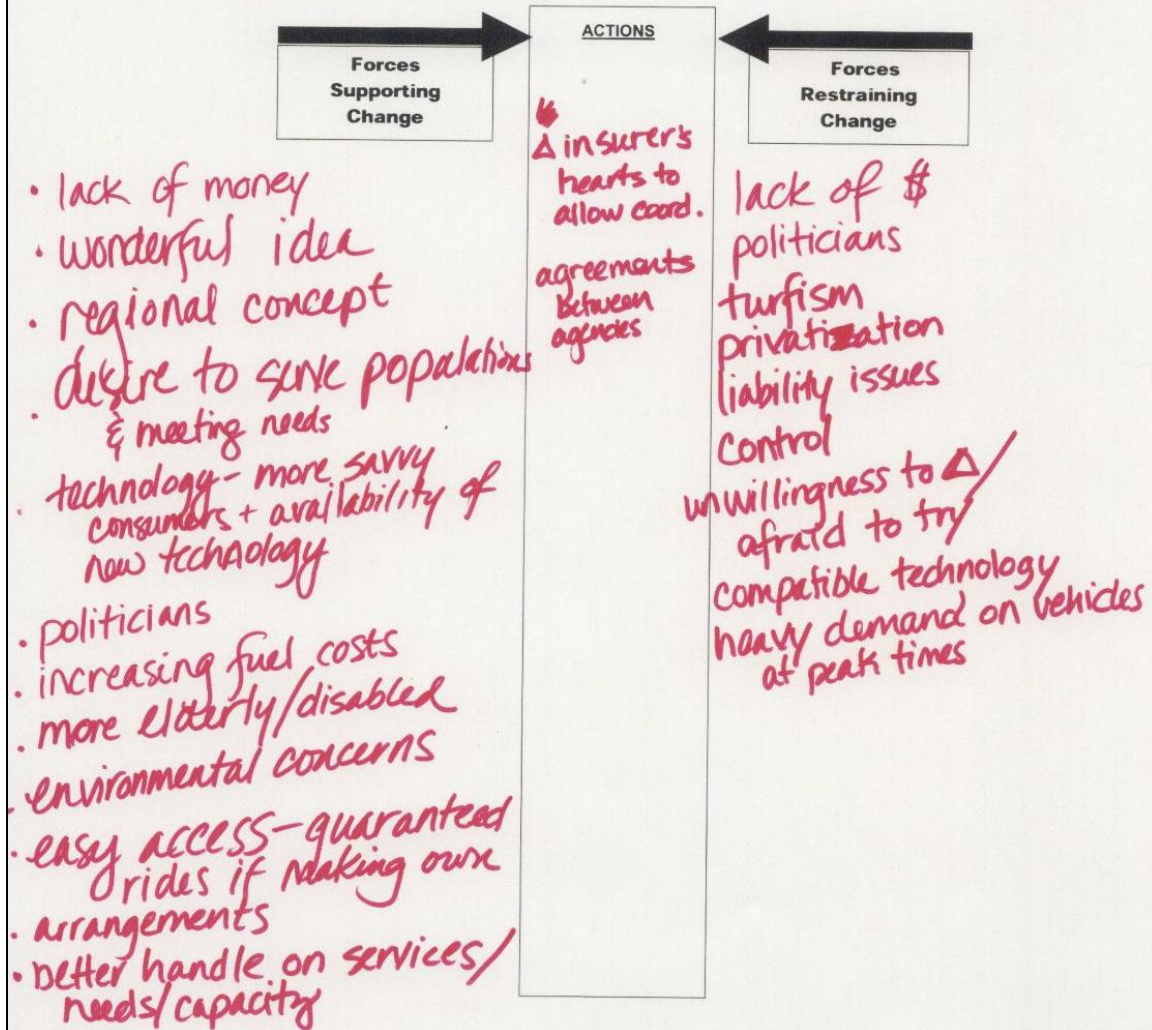 Forces
Supporting
Change
• lack of money
• wonderful idea
• regional concept
• desire to serve populations
& meeting needs
• technology - more savvy
consumers + availability of
new technology
• politicians
• increasing fuel costs
• more elderly/disabled
• environmental concerns
• easy access - guaranteed
rides if making own
• arrangements
• better handle on services/
needs/capacity
ACTIONS
Δ insurer's
hearts to
allow coord.
agreements
between
agencies
Forces
Restraining
Change
lack of $
politicians
turfism
privatization
liability issues
control
unwillingness to Δ/
afraid to try
compatible technology
heavy demand on vehicles
at peak times